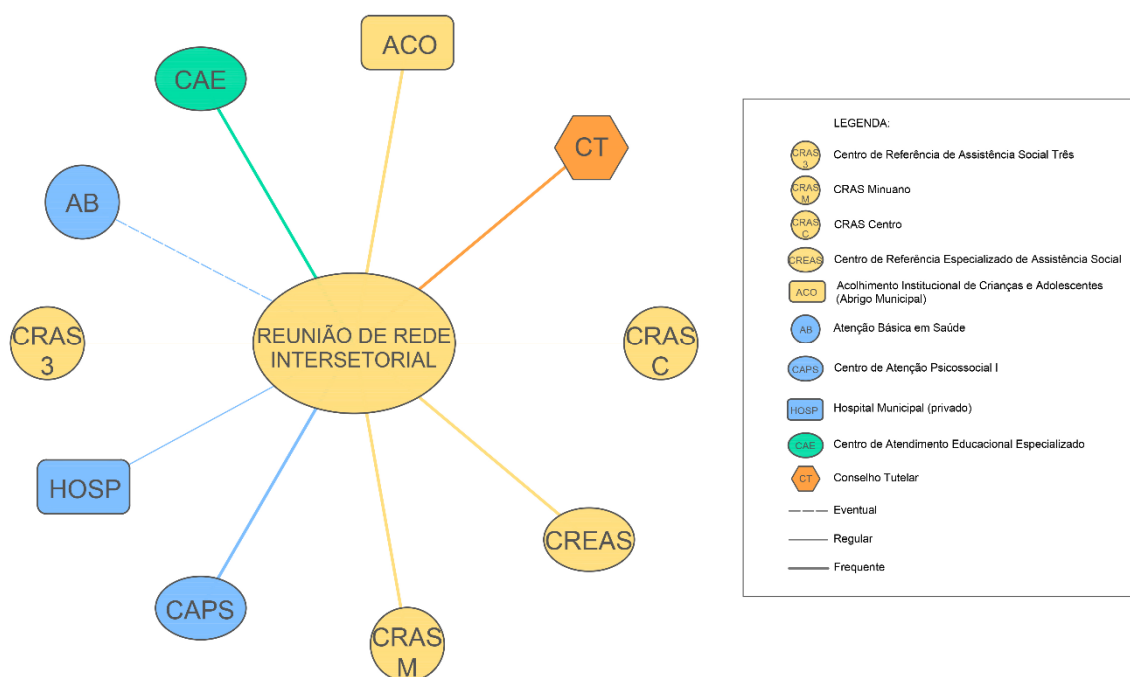 ACO
CAE
CT
AB
REUNIÃO DE REDE
INTERSETORIAL
CRAS
3
CRAS
C
HOSP
CREAS
CAPS
CRAS
M
LEGENDA:
CRAS
3
Centro de Referência de Assistência Social Três
CRAS
M
CRAS Minuano
CRAS
C
CRAS Centro
CREAS
Centro de Referência Especializado de Assistência Social
ACO
Acolhimento Institucional de Crianças e Adolescentes
(Abrigo Municipal)
AB
Atenção Básica em Saúde
CAPS
Centro de Atenção Psicossocial I
HOSP
Hospital Municipal (privado)
CAE
Centro de Atendimento Educacional Especializado
CT
Conselho Tutelar
Eventual
Regular
Frequente